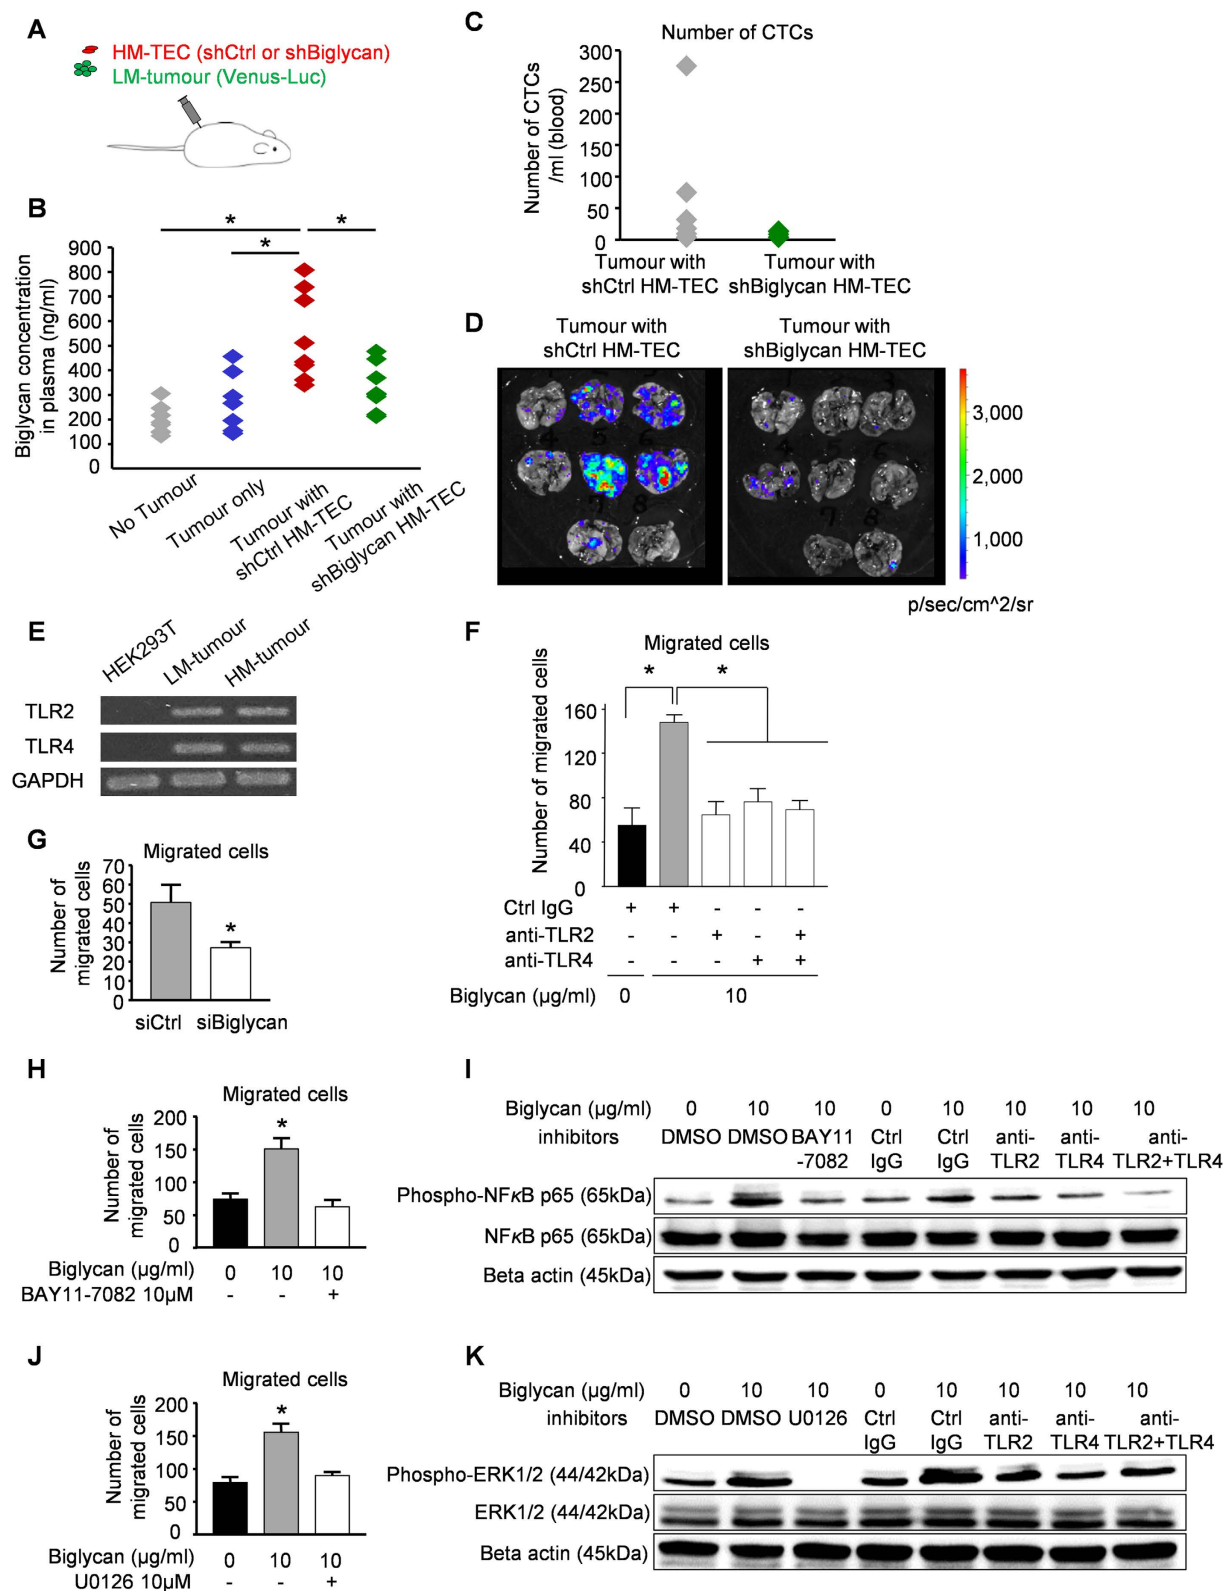 A
HM-TEC (shCtrl or shBiglycan)
LM-tumour (Venus-Luc)
B
* *
*
Biglycan concentration
in plasma (ng/ml)
900
800
700
600
500
400
300
200
100
0
No Tumour
Tumour only
Tumour with
shCtrl HM-TEC
Tumour with
shBiglycan HM-TEC
C
Number of CTCs
Number of CTCs
/ml (blood)
300
250
200
150
100
50
0
Tumour with
shCtrl HM-TEC
Tumour with
shBiglycan HM-TEC
D
Tumour with
shCtrl HM-TEC
Tumour with
shBiglycan HM-TEC
3,000
2,000
1,000
p/sec/cm^2/sr
E
HEK293T
LM-tumour
HM-tumour
TLR2
TLR4
GAPDH
F
Migrated cells
* *
Number of migrated cells
160
120
80
40
0
Ctrl IgG + + - - -
anti-TLR2 - - + - +
anti-TLR4 - - - + +
Biglycan (µg/ml) 0 10
G
Migrated cells
Number of
migrated cells
70
60
50
40
30
20
10
0
*
siCtrl siBiglycan
H
Migrated cells
Number of
migrated cells
200
150
100
50
0
*
Biglycan (µg/ml) 0 10 10
BAY11-7082 10µM - - +
I
Biglycan (µg/ml) 0 10 10 0 10 10 10 10
inhibitors DMSO DMSO BAY11 Ctrl Ctrl anti- anti- anti-
-7082 IgG IgG TLR2 TLR4 TLR2+TLR4
Phospho-NFκB p65 (65kDa)
NFκB p65 (65kDa)
Beta actin (45kDa)
J
Migrated cells
Number of
migrated cells
200
150
100
50
0
*
Biglycan (µg/ml) 0 10 10
U0126 10µM - - +
K
Biglycan (µg/ml) 0 10 10 0 10 10 10 10
inhibitors DMSO DMSO U0126 Ctrl Ctrl anti- anti- anti-
IgG IgG TLR2 TLR4 TLR2+TLR4
Phospho-ERK1/2 (44/42kDa)
ERK1/2 (44/42kDa)
Beta actin (45kDa)